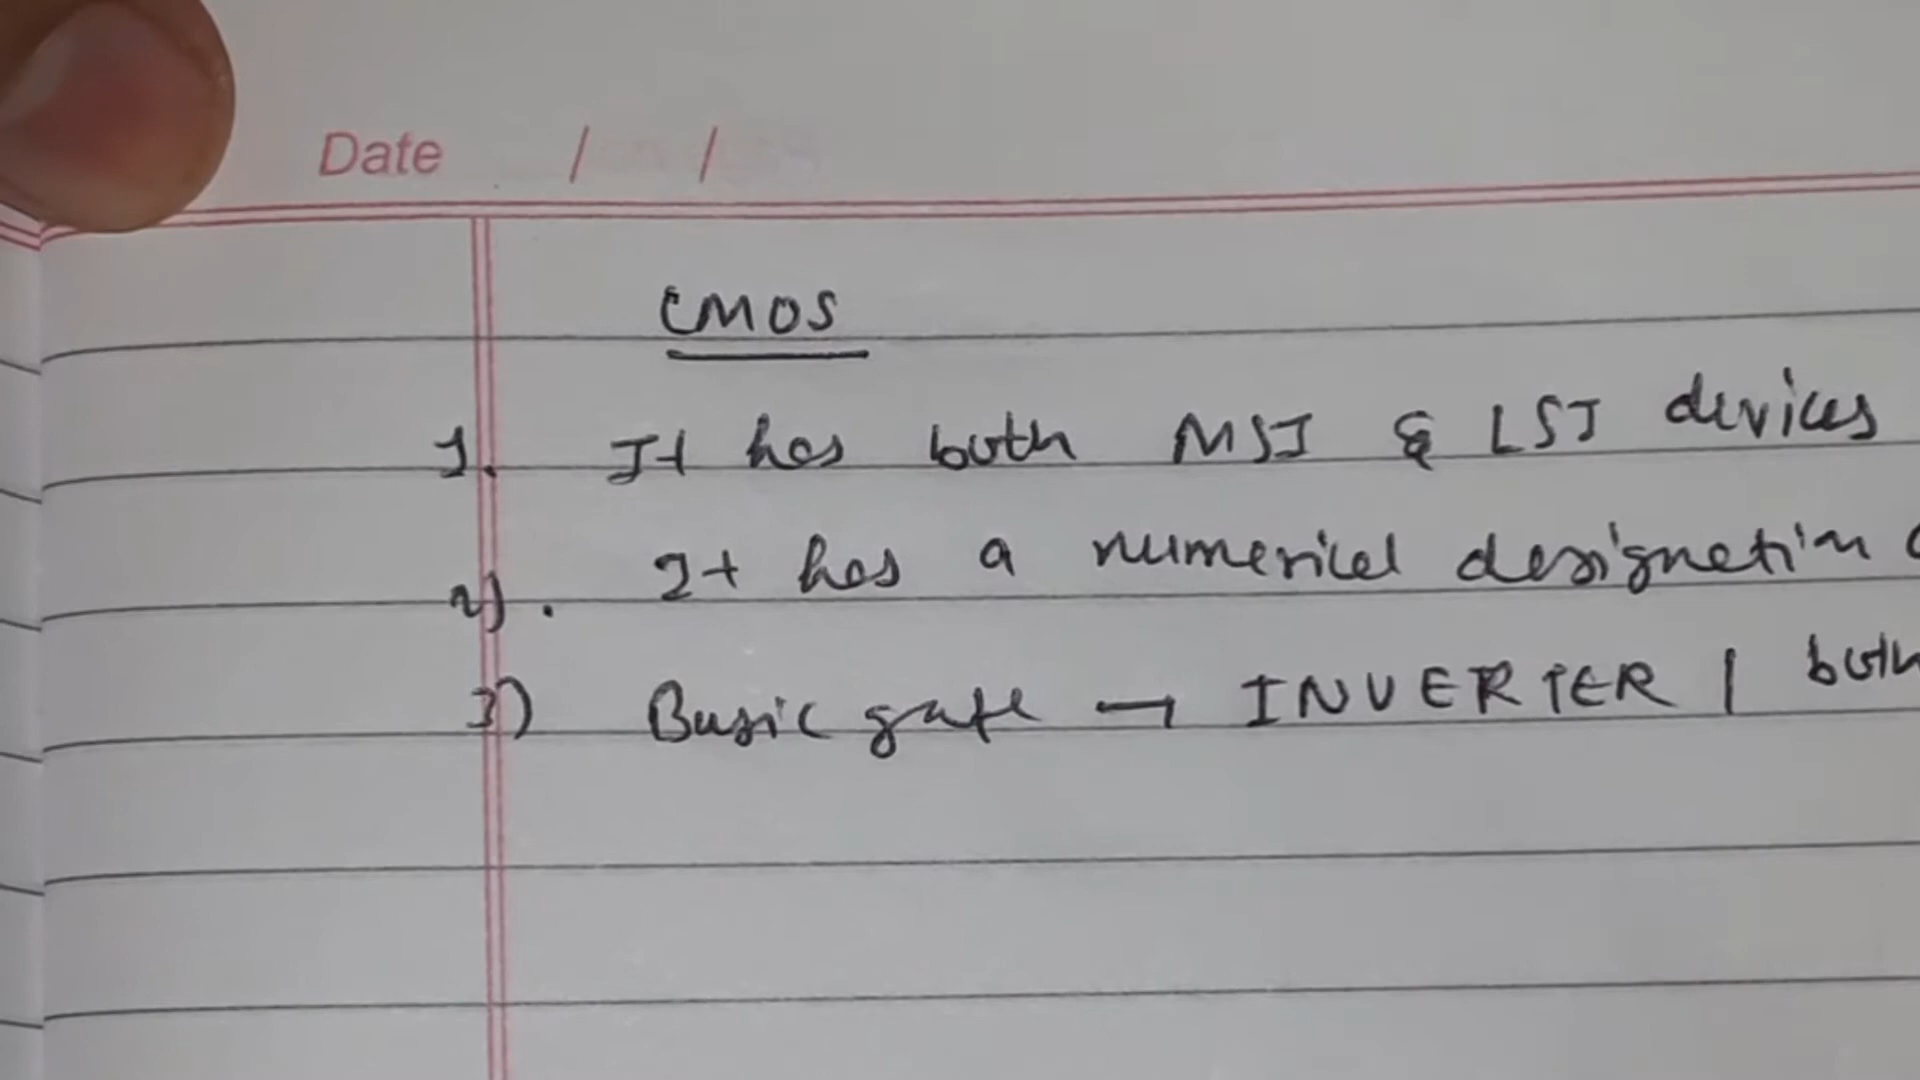 Date / /
CMOS
1. It has both MSI & LSI devices
2). It has a numerical designation
3) Basic gate → INVERTER | both